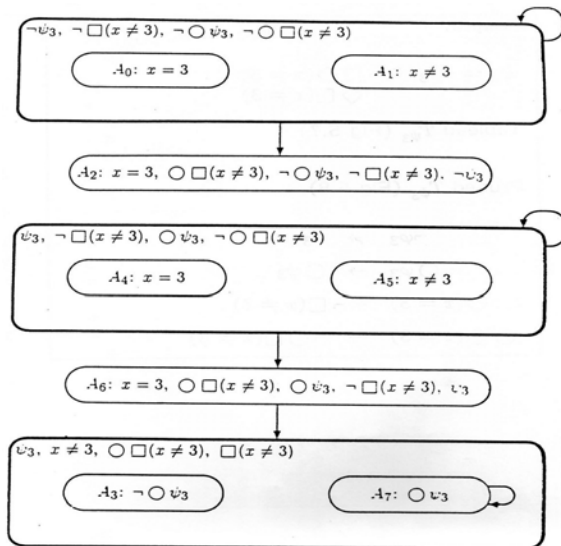 ¬ψ₃, ¬□(x ≠ 3), ¬○ψ₃, ¬○□(x ≠ 3)
A₀: x = 3 A₁: x ≠ 3
A₂: x = 3, ○□(x ≠ 3), ¬○ψ₃, ¬□(x ≠ 3). ¬ψ₃
ψ₃, ¬□(x ≠ 3), ○ψ₃, ¬○□(x ≠ 3)
A₄: x = 3 A₅: x ≠ 3
A₆: x = 3, ○□(x ≠ 3), ○ψ₃, ¬□(x ≠ 3), ψ₃
ψ₃, x ≠ 3, ○□(x ≠ 3), □(x ≠ 3)
A₃: ¬○ψ₃ A₇: ○ψ₃